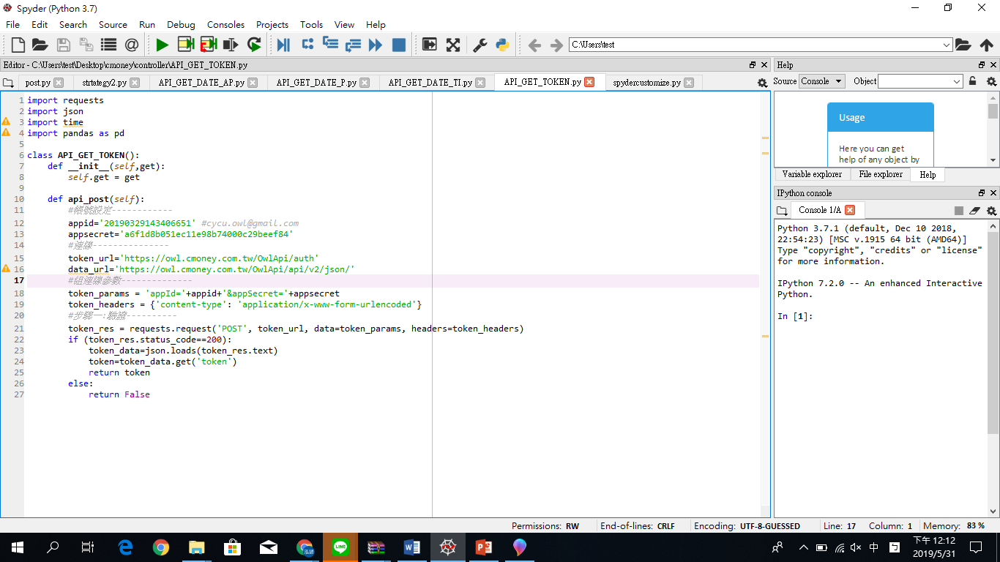 Spyder (Python 3.7)
File Edit Search Source Run Debug Consoles Projects Tools View Help
C:\Users\test
Editor - C:\Users\test\Desktop\cmoney\controller\API_GET_TOKEN.py
post.py strtategy2.py API_GET_DATE_AP.py API_GET_DATE_P.py API_GET_DATE_TI.py API_GET_TOKEN.py spydercustomize.py
1 import requests
2 import json
3 import time
4 import pandas as pd
5
6 class API_GET_TOKEN():
7 def __init__(self,get):
8 self.get = get
9
10 def api_post(self):
11 #帳號設定------------
12 appid='20190329143406651' #cycu.owl@gmail.com
13 appsecret='a6f1d8b051ec11e98b74000c29beef84'
14 #連線---------------
15 token_url='https://owl.cmoney.com.tw/OwlApi/auth'
16 data_url='https://owl.cmoney.com.tw/OwlApi/api/v2/json/'
17 #組連線參數--------------
18 token_params = 'appId='+appid+'&appSecret='+appsecret
19 token_headers = {'content-type': 'application/x-www-form-urlencoded'}
20 #步驟一:驗證----------
21 token_res = requests.request('POST', token_url, data=token_params, headers=token_headers)
22 if (token_res.status_code==200):
23 token_data=json.loads(token_res.text)
24 token=token_data.get('token')
25 return token
26 else:
27 return False
Help
Source Console Object
Usage
Here you can get
help of any object by
Variable explorer File explorer Help
IPython console
Console 1/A
Python 3.7.1 (default, Dec 10 2018,
22:54:23) [MSC v.1915 64 bit (AMD64)]
Type "copyright", "credits" or "license"
for more information.
IPython 7.2.0 -- An enhanced Interactive
Python.
In [1]:
Permissions: RW End-of-lines: CRLF Encoding: UTF-8-GUESSED Line: 17 Column: 1 Memory: 83 %
中
下午 12:12
2019/5/31